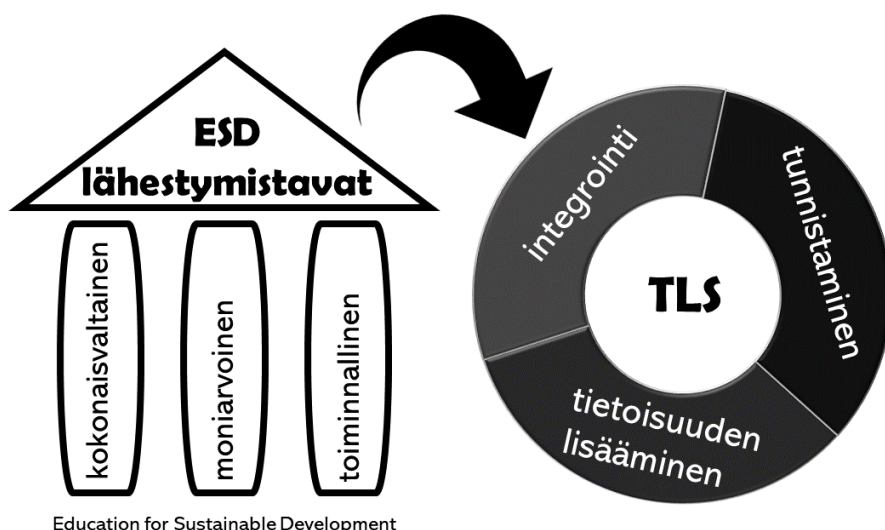 ESD
lähestymistavat
kokonaisvaltainen
moniarvoinen
toiminnallinen
Education for Sustainable Development
integrointi
tunnistaminen
TLS
tietoisuuden
lisääminen